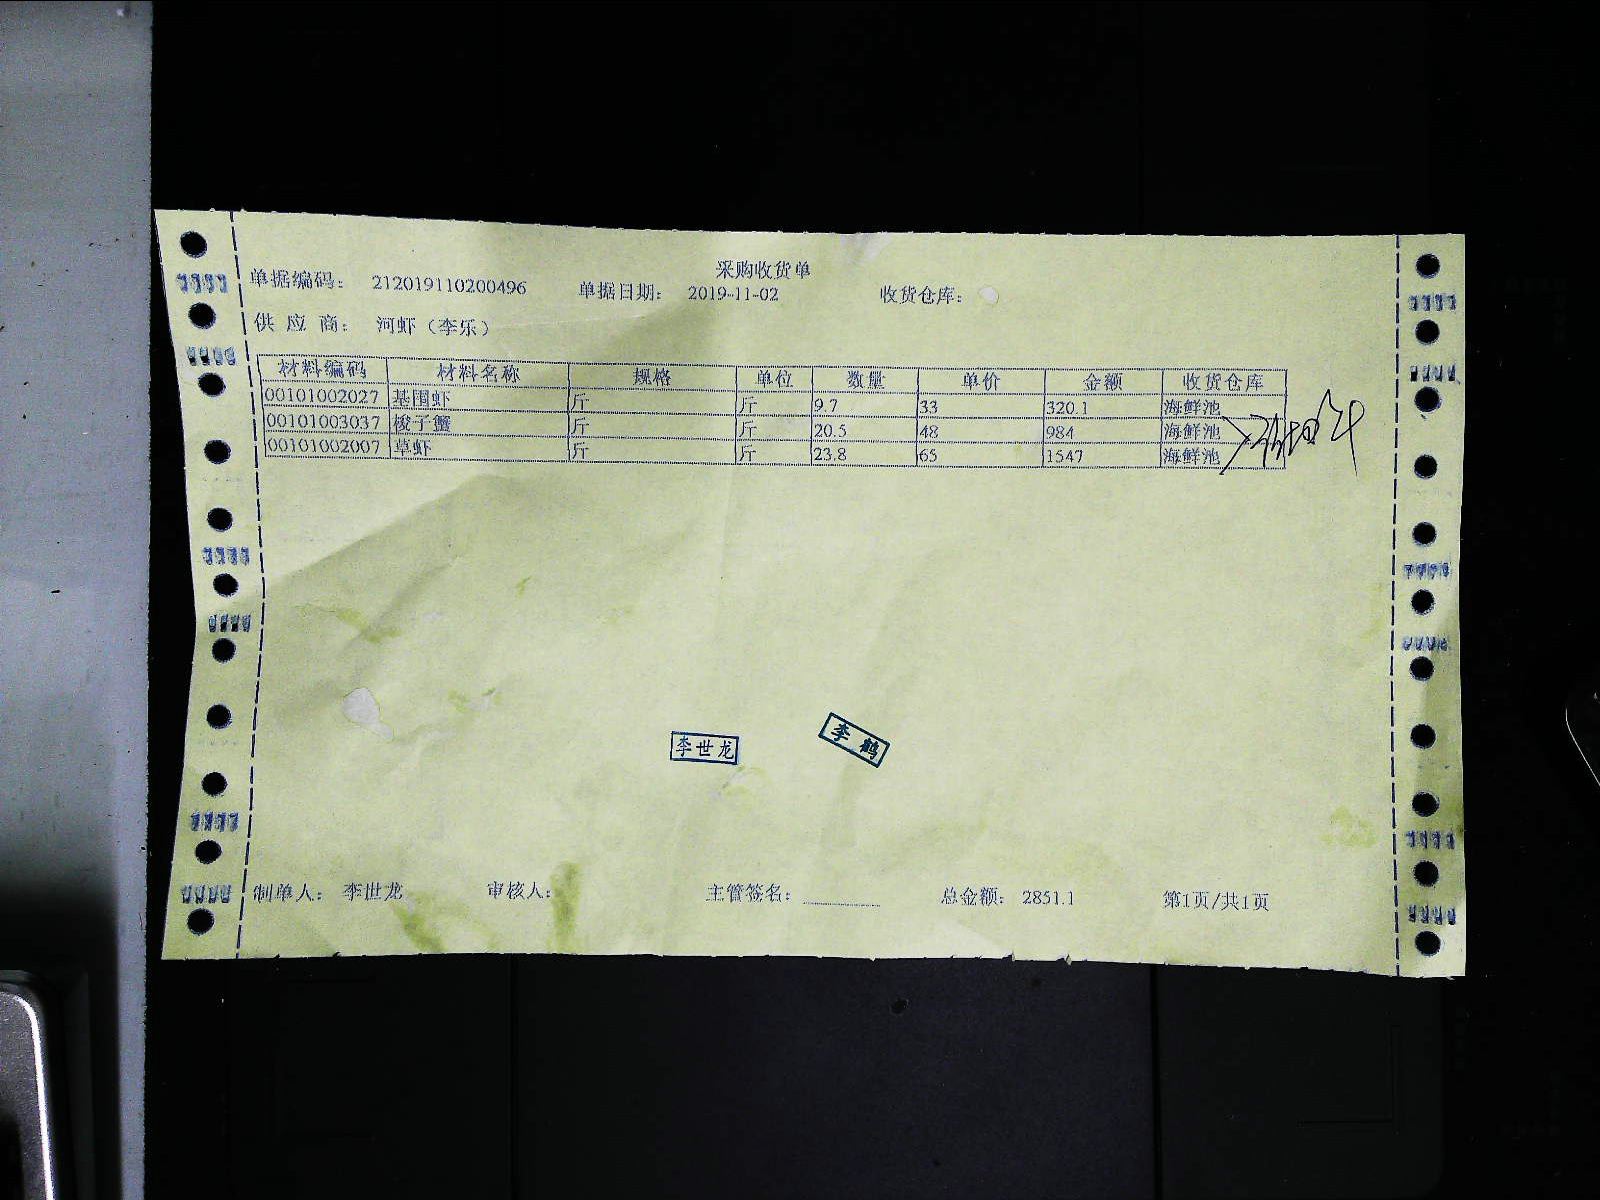 采购收货单
单据编码： 212019110200496 单据日期： 2019-11-02 收货仓库：
供 应 商： 河虾（李乐）
材料编码 材料名称 规格 单位 数量 单价 金额 收货仓库
00101002027 基围虾 斤 斤 9.7 33 320.1 海鲜池
00101003037 梭子蟹 斤 斤 20.5 48 984 海鲜池
00101002007 草虾 斤 斤 23.8 65 1547 海鲜池
李世龙 李鹤
制单人： 李世龙 审核人： 主管签名： 总金额： 2851.1 第1页/共1页